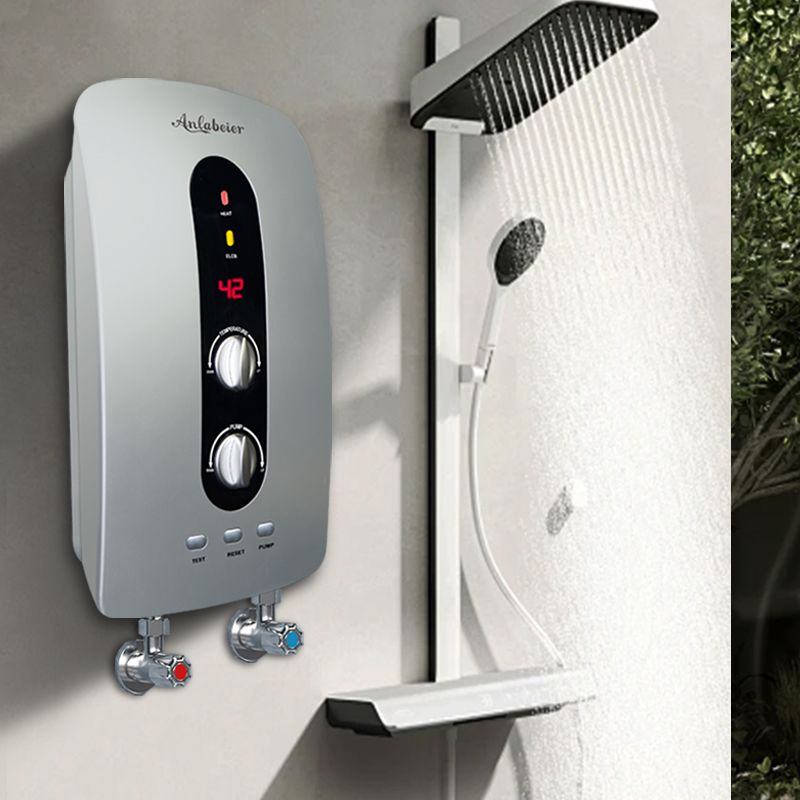 Anlabeier
HEAT
ELCB
42
TEMPERATURE
PUMP
TEST
RESET
PUMP